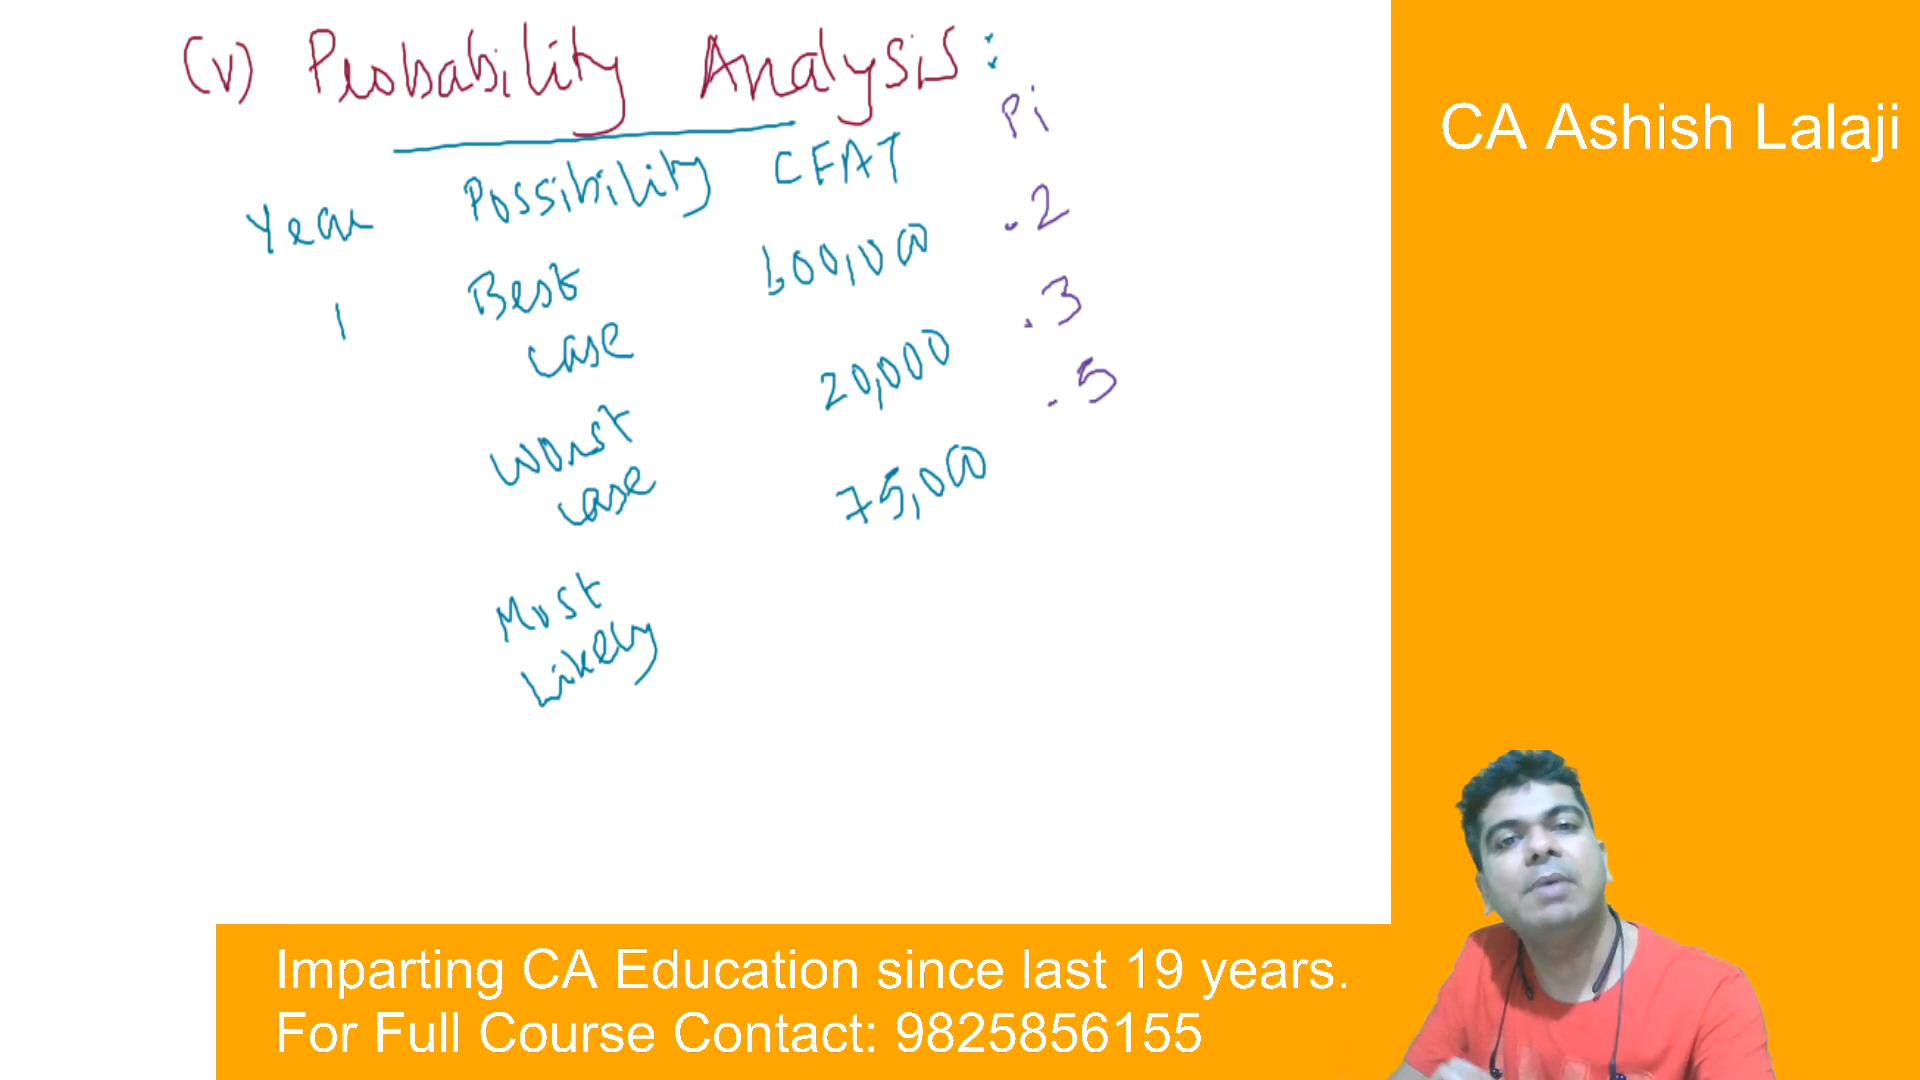 (v) Probability Analysis :
Year Possibility CFAT Pi
1 Best case 100,000 .2
Worst case 20,000 .3
Most Likely 75,000 .5
CA Ashish Lalaji
Imparting CA Education since last 19 years.
For Full Course Contact: 9825856155